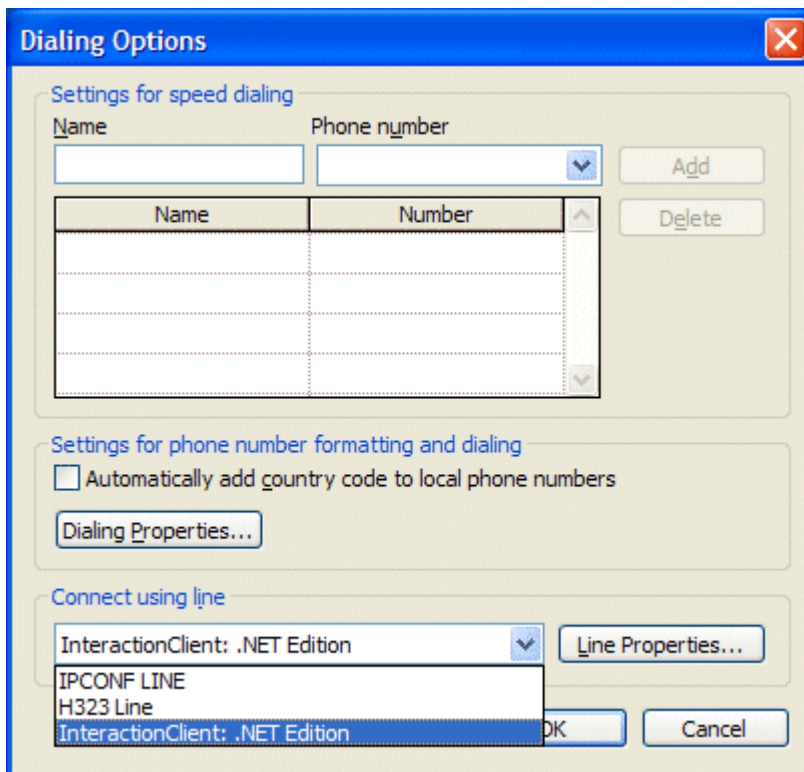 Dialing Options
Settings for speed dialing
Name Phone number
Add
Name Number
Delete
Settings for phone number formatting and dialing
Automatically add country code to local phone numbers
Dialing Properties...
Connect using line
InteractionClient: .NET Edition Line Properties...
IPCONF LINE
H323 Line
InteractionClient: .NET Edition Cancel